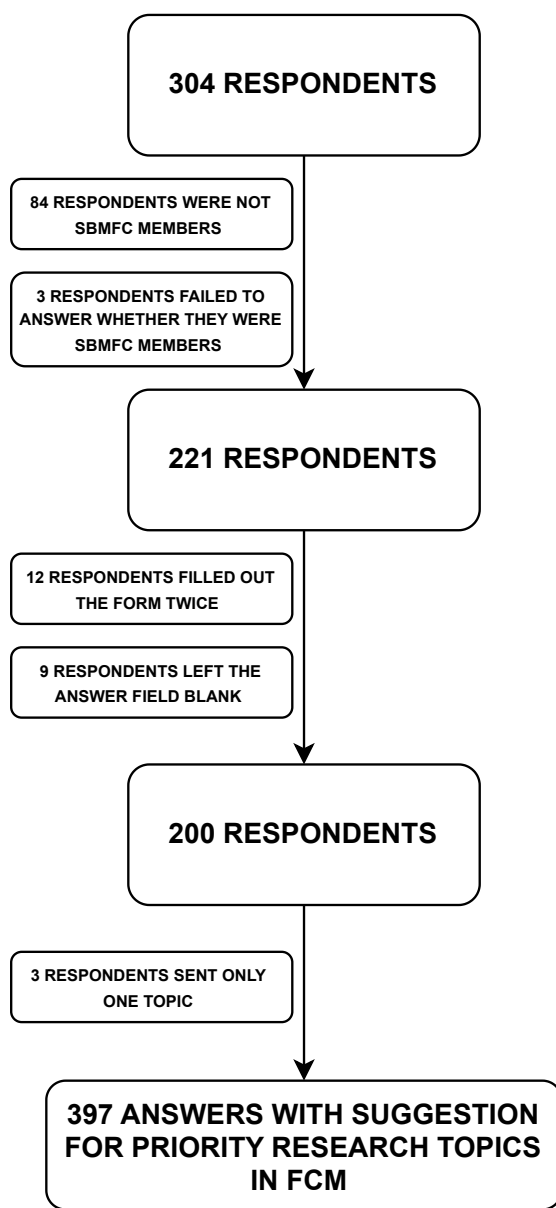 304 RESPONDENTS
84 RESPONDENTS WERE NOT
SBMFC MEMBERS
3 RESPONDENTS FAILED TO
ANSWER WHETHER THEY WERE
SBMFC MEMBERS
221 RESPONDENTS
12 RESPONDENTS FILLED OUT
THE FORM TWICE
9 RESPONDENTS LEFT THE
ANSWER FIELD BLANK
200 RESPONDENTS
3 RESPONDENTS SENT ONLY
ONE TOPIC
397 ANSWERS WITH SUGGESTION
FOR PRIORITY RESEARCH TOPICS
IN FCM